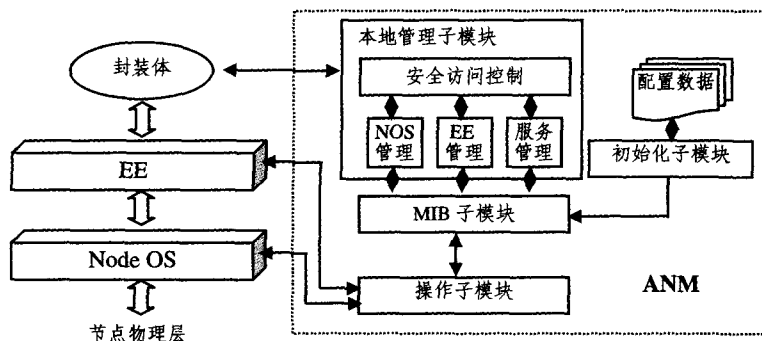 本地管理子模块
封装体
安全访问控制
配置数据
NOS
管理
EE
管理
服务
管理
初始化子模块
EE
MIB 子模块
Node OS
操作子模块
ANM
节点物理层